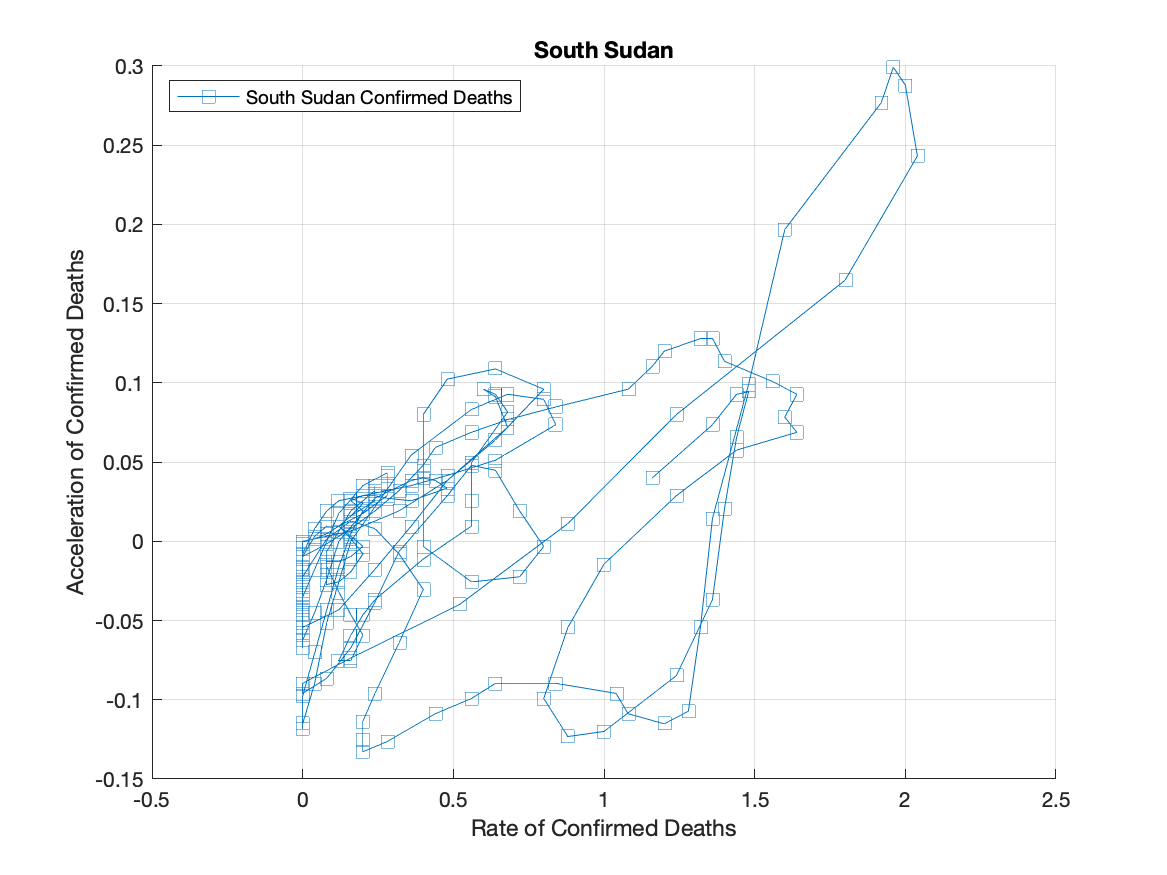 South Sudan
South Sudan Confirmed Deaths
0.3
0.25
0.2
0.15
0.1
0.05
0
-0.05
-0.1
-0.15
Acceleration of Confirmed Deaths
-0.5 0 0.5 1 1.5 2 2.5
Rate of Confirmed Deaths